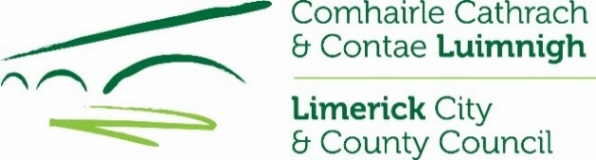 Comhairle Cathrach
& Contae Luimnigh
Limerick City
& County Council